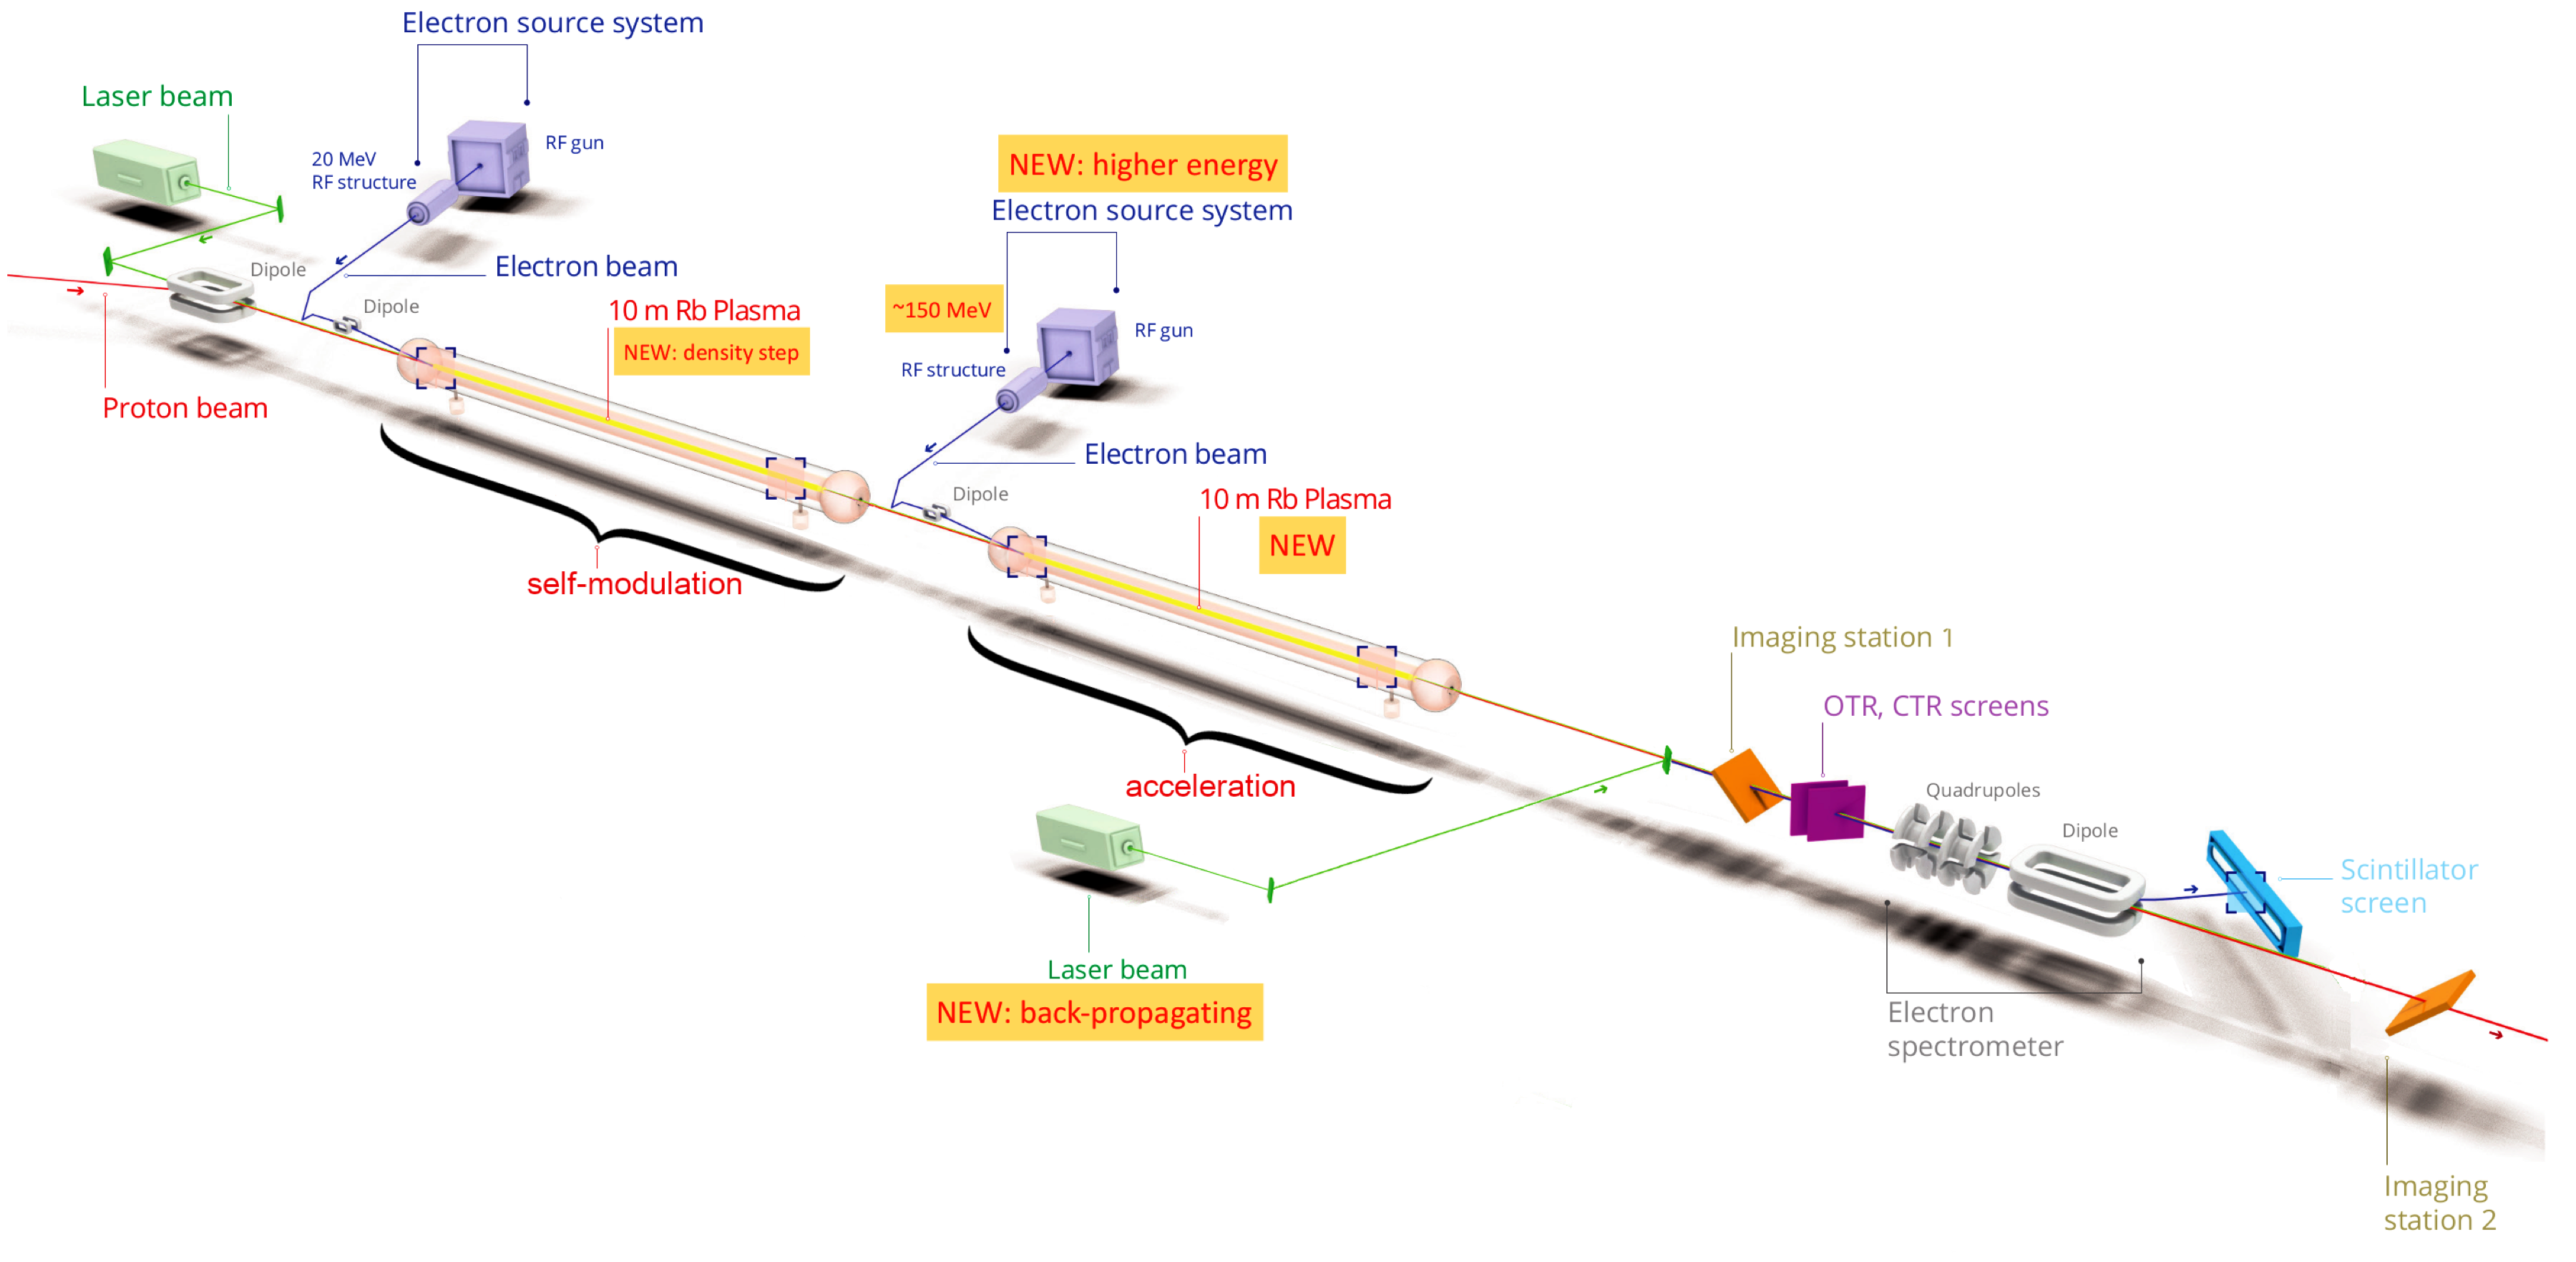 Electron source system
Laser beam
RF gun
20 MeV
RF structure
NEW: higher energy
Electron source system
Dipole
Electron beam
Dipole
10 m Rb Plasma
~150 MeV
NEW: density step
RF gun
RF structure
Proton beam
Electron beam
Dipole
10 m Rb Plasma
NEW
self-modulation
Imaging station 1
OTR, CTR screens
acceleration
Quadrupoles
Dipole
Scintillator
screen
Laser beam
NEW: back-propagating
Electron
spectrometer
Imaging
station 2